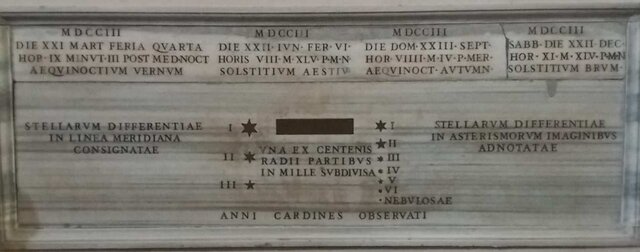 MDCCIII
DIE XXI MART FERIA QVARTA
HOR·IX MINVT·III POST MEDNOCT
AEQVINOCTIVM VERNVM
MDCCIII
DIE XXII·IVN·FER·VI·
HORIS VIII·M·XLV·P·M·N·
SOLSTITIVM AESTIV·
MDCCIII
DIE DOM·XXIII·SEPT·
HOR·VIIII·M·IV·P·MER·
AEQVINOCT·AVTVMN·
MDCCIII
SABB·DIE XXII·DEC·
HOR·XI·M·XLV·P·M·N
SOLSTITIVM BRVM·
STELLARVM DIFFERENTIAE
IN LINEA MERIDIANA
CONSIGNATAE
I
II
III
VNA EX CENTENIS
RADII PARTIBVS
IN MILLE SVBDIVISA
I
II
III
IV
V
VI
NEBVLOSAE
STELLARVM DIFFERENTIAE
IN ASTERISMORVM IMAGINIBVS
ADNOTATAE
ANNI CARDINES OBSERVATI